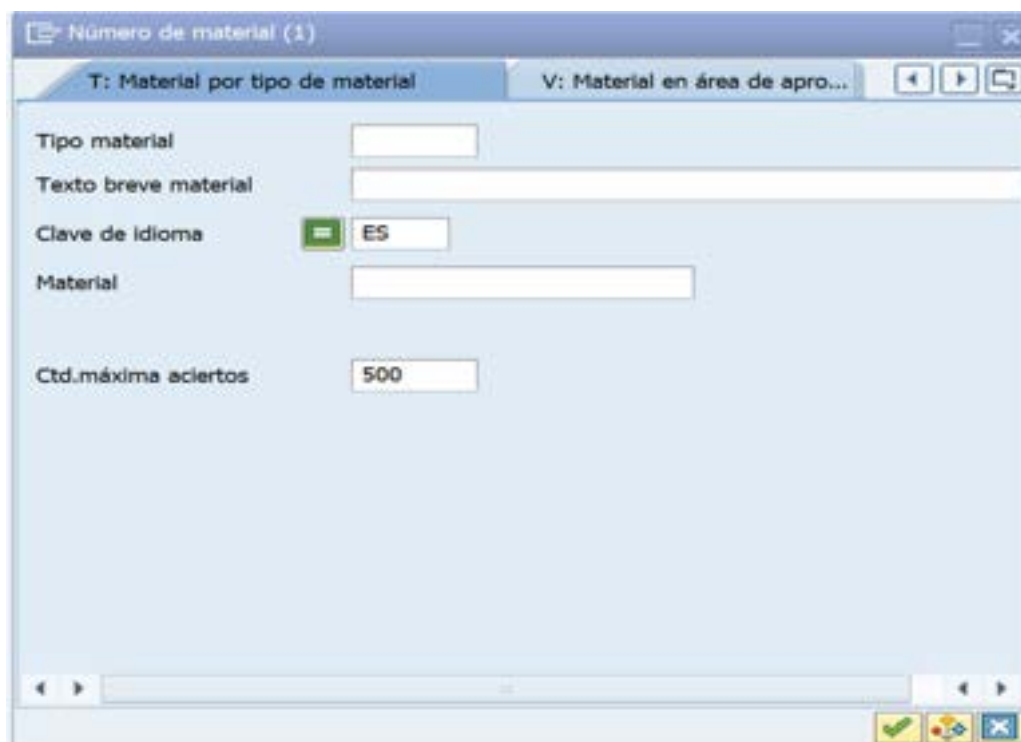 Número de material (1)
T: Material por tipo de material
V: Material en área de apro...
Tipo material
Texto breve material
Clave de idioma
ES
Material
Ctd.máxima aciertos
500